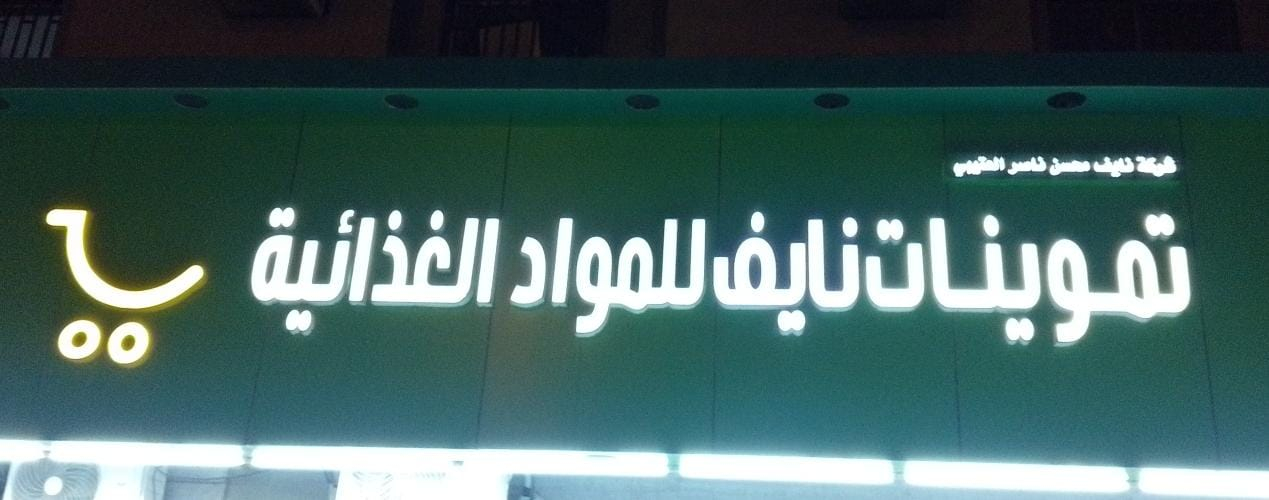 شركة نايف محسن ناصر العتيبي
تموينات نايف للمواد الغذائية